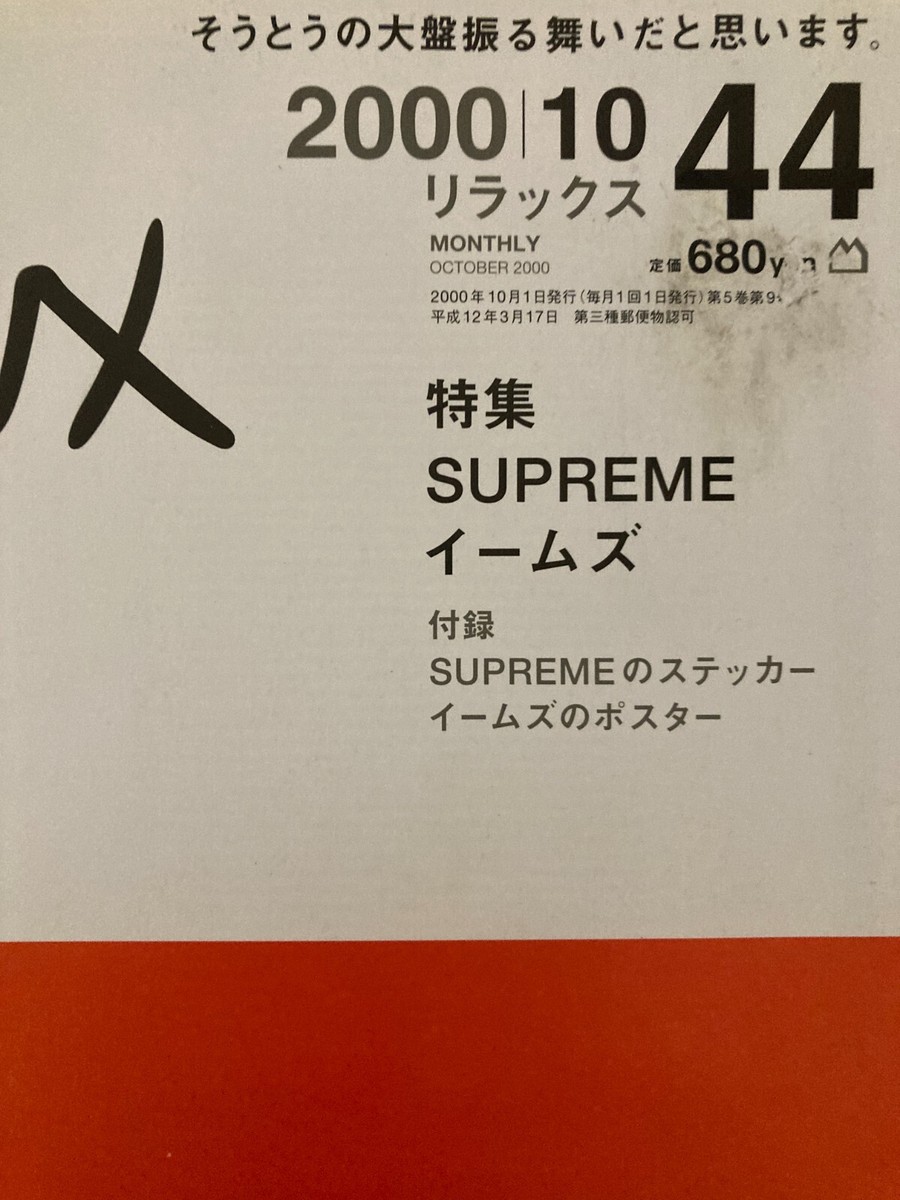 そうとうの大盤振る舞いだと思います。
2000|10 44
リラックス
MONTHLY
OCTOBER 2000
定価680y n
2000年10月1日発行（毎月1回1日発行）第5巻第9
平成12年3月17日　第三種郵便物認可
x
特集
SUPREME
イームズ
付録
SUPREMEのステッカー
イームズのポスター